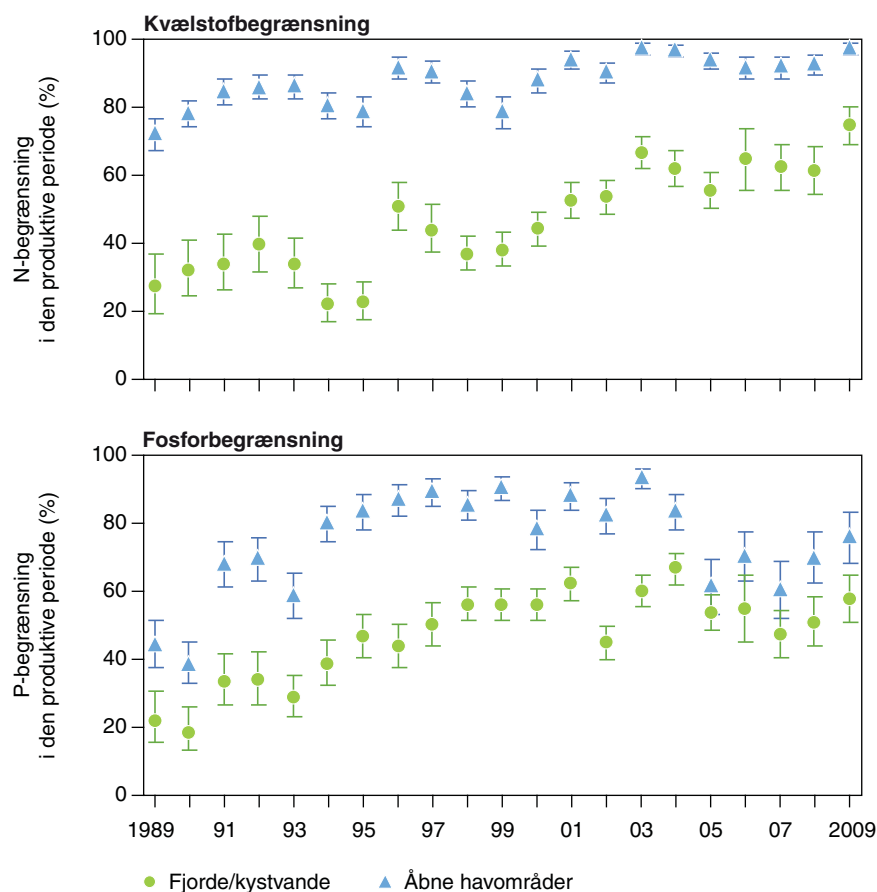 Kvælstofbegrænsning
N-begrænsning
i den produktive periode (%)
100
80
60
40
20
0
Fosforbegrænsning
P-begrænsning
i den produktive periode (%)
100
80
60
40
20
0
1989 91 93 95 97 99 01 03 05 07 2009
Fjorde/kystvande Åbne havområder